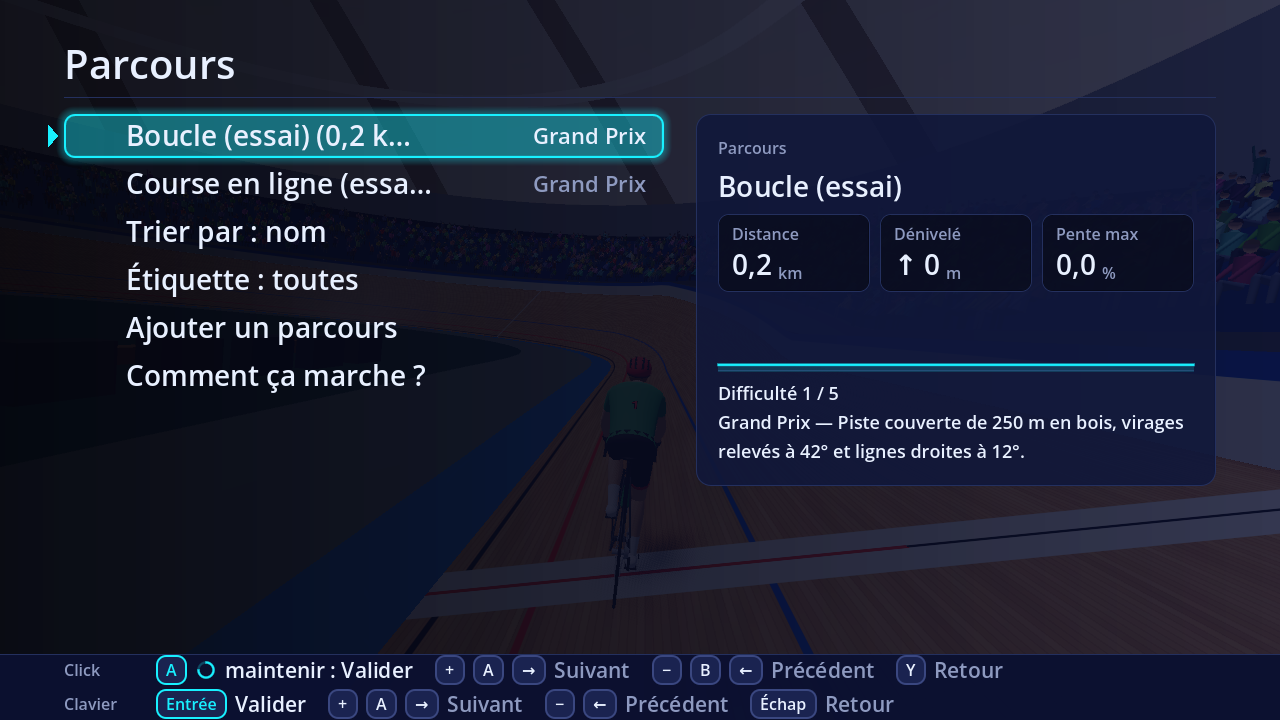 Parcours
Boucle (essai) (0,2 k... Grand Prix
Course en ligne (essa... Grand Prix
Trier par : nom
Étiquette : toutes
Ajouter un parcours
Comment ça marche ?
Parcours
Boucle (essai)
Distance Dénivelé Pente max
0,2 km ↑ 0 m 0,0 %
Difficulté 1 / 5
Grand Prix — Piste couverte de 250 m en bois, virages
relevés à 42° et lignes droites à 12°.
Click A maintenir : Valider + A → Suivant − B ← Précédent Y Retour
Clavier Entrée Valider + A → Suivant − ← Précédent Échap Retour